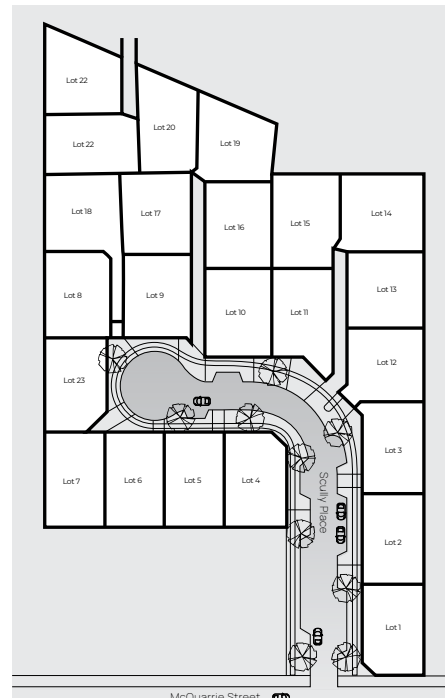 Lot 22
Lot 20
Lot 22
Lot 19
Lot 18
Lot 17
Lot 16
Lot 15
Lot 14
Lot 8
Lot 9
Lot 10
Lot 11
Lot 13
Lot 12
Lot 23
Lot 3
Lot 7
Lot 6
Lot 5
Lot 4
Scully Place
Lot 2
Lot 1
McQuarrie Street